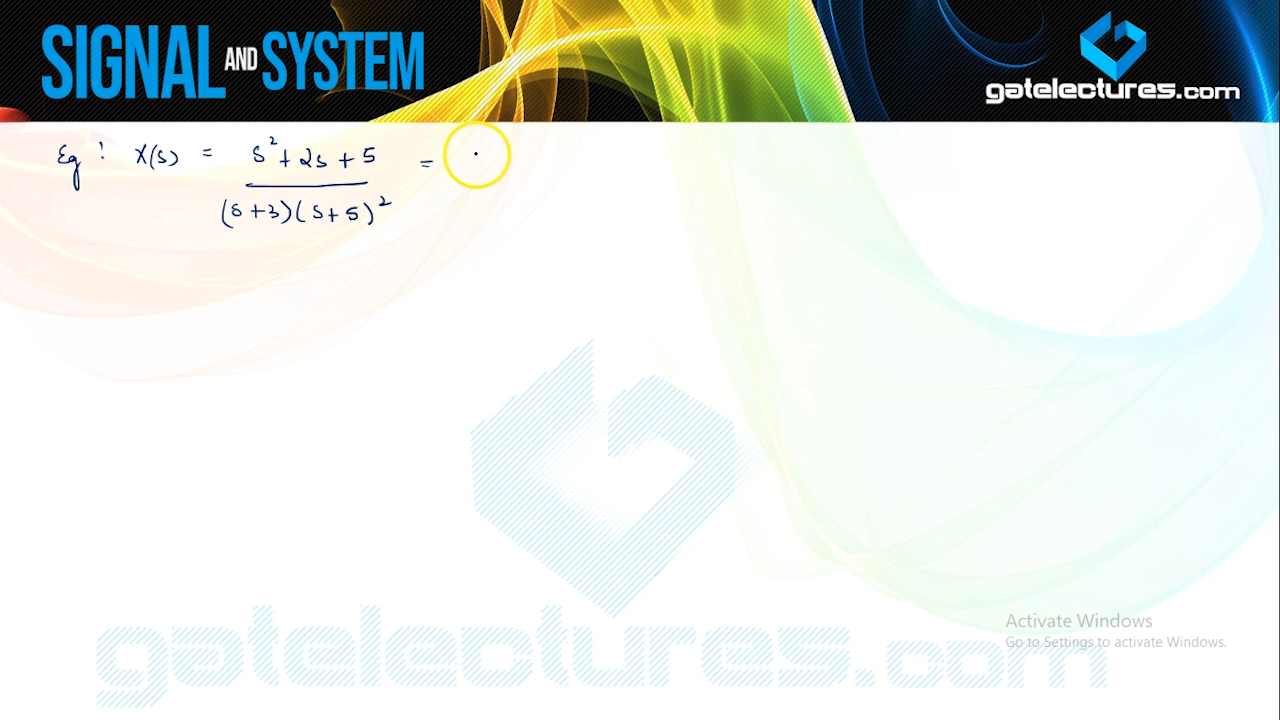 SIGNAL AND SYSTEM
gatelectures.com
Eg : X(s) = s² + 2s + 5 =
(s + 3)(s + 5)²
gatelectures.com
Activate Windows
Go to Settings to activate Windows.